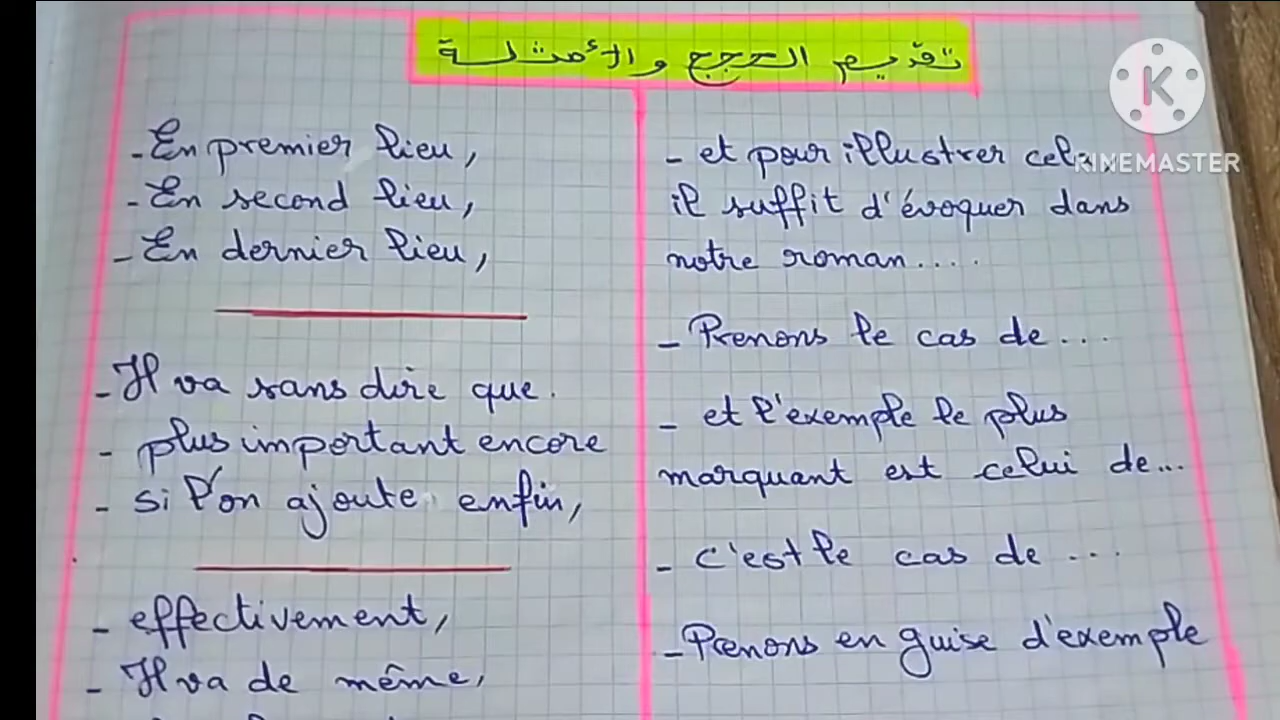 تقديم الحجج والأمثلة
-En premier lieu,
-En second lieu,
-En dernier lieu,
-Il va sans dire que.
- plus important encore
- si l'on ajoute enfin,
- effectivement,
- Il va de même,
- et pour illustrer cela
il suffit d'évoquer dans
notre roman....
- Prenons le cas de...
- et l'exemple le plus
marquant est celui de...
- c'est le cas de ...
-Prenons en guise d'exemple
KINEMASTER